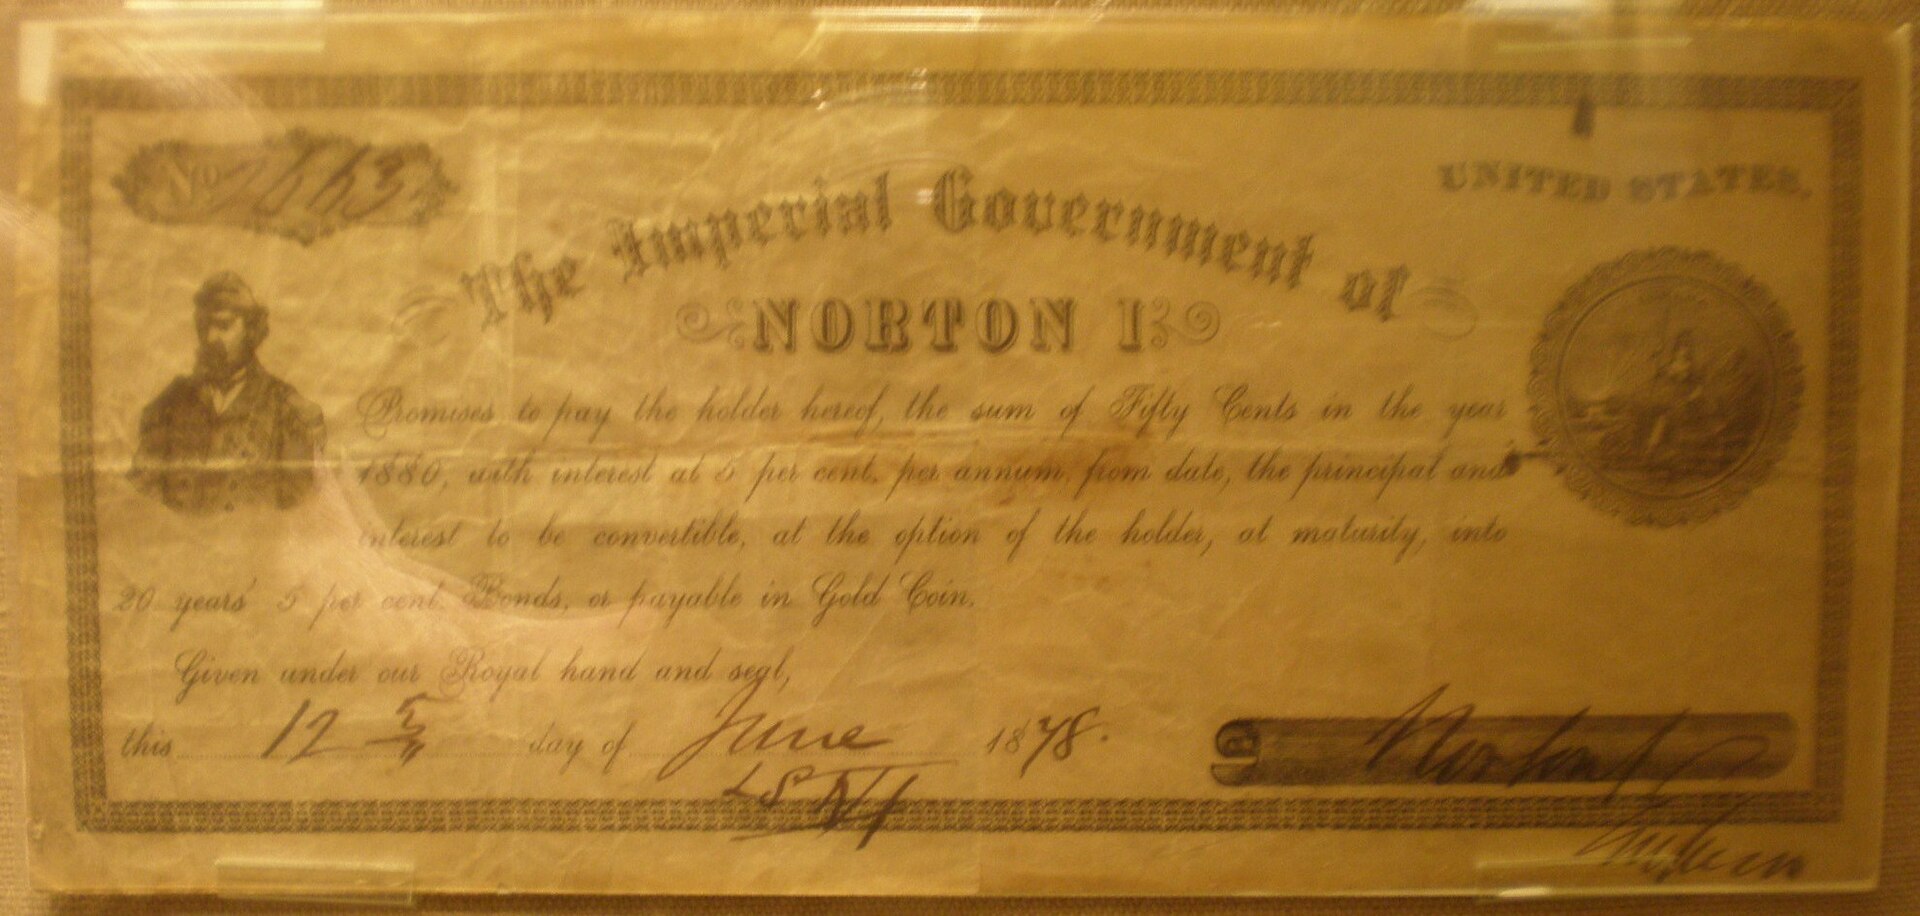 No. 1663
UNITED STATES.
The Imperial Government of
NORTON I.
Promises to pay the holder hereof, the sum of Fifty Cents in the year
1880, with interest at 5 per cent. per annum from date, the principal and
interest to be convertible, at the option of the holder, at maturity, into
20 years' 5 per cent. Bonds, or payable in Gold Coin.
Given under our Royal hand and seal,
this 12 day of June 1878.
Norton I